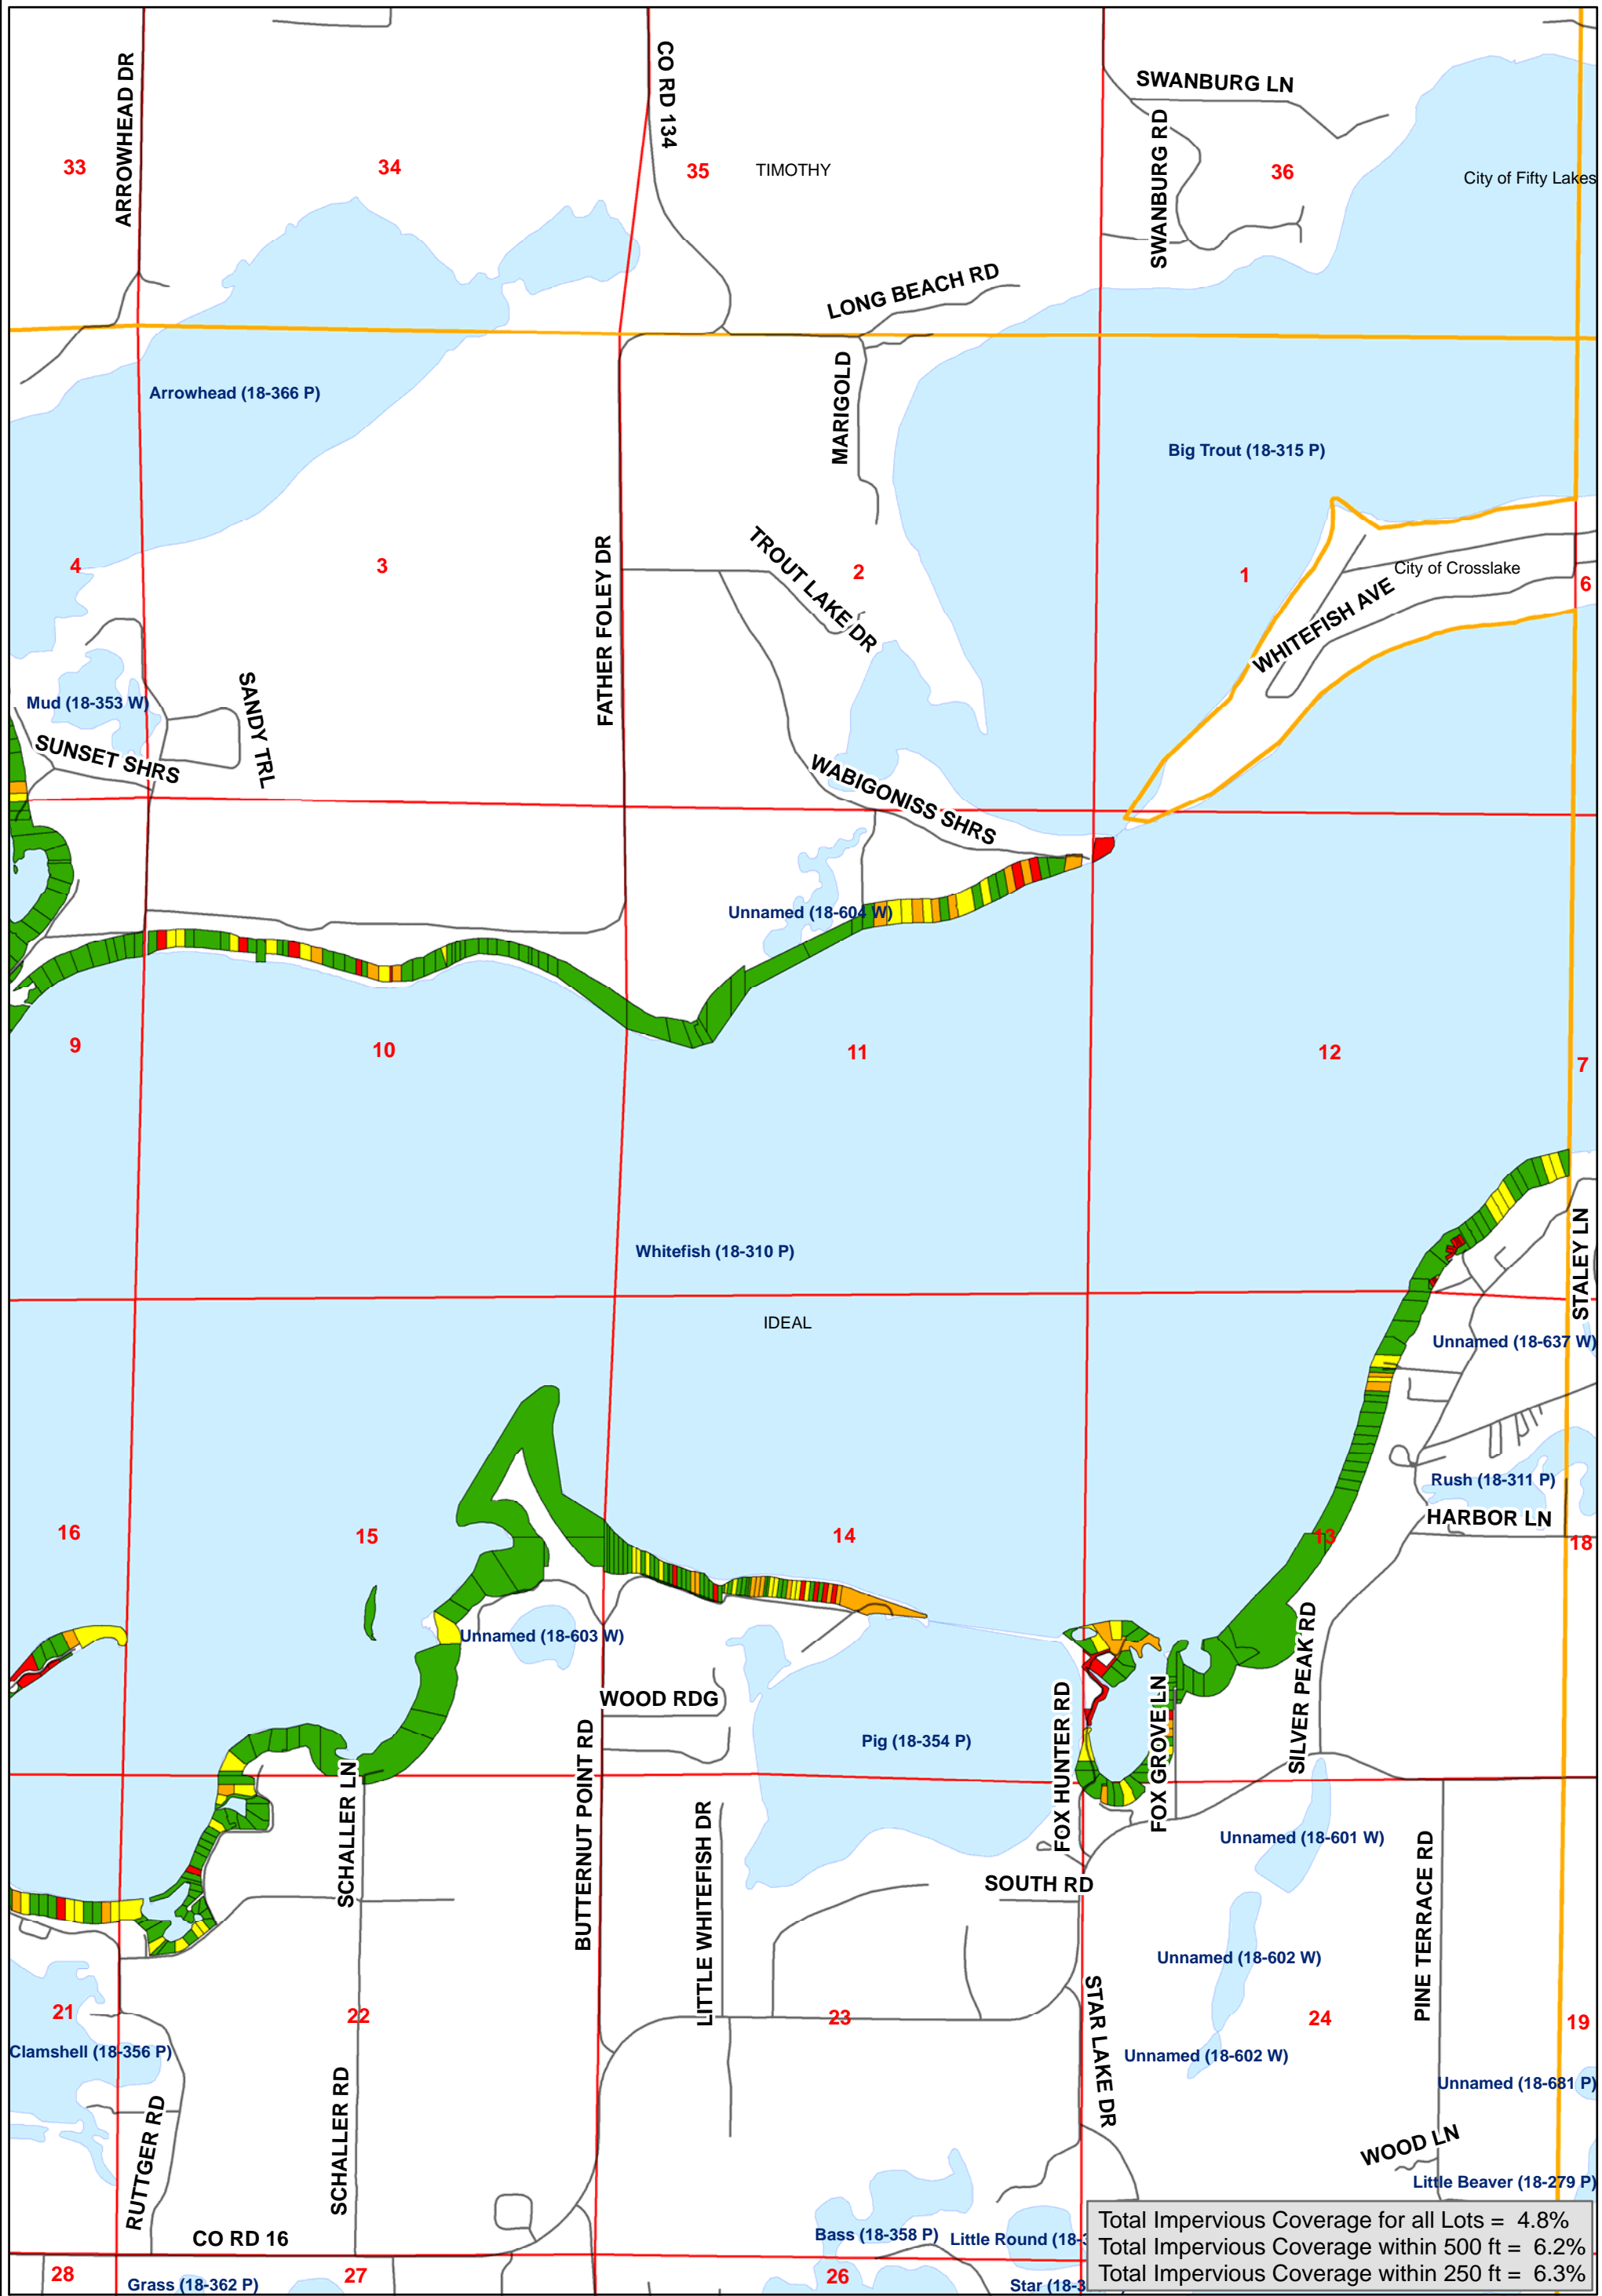 ARROWHEAD DR
CO RD 134
SWANBURG LN
SWANBURG RD
33
34
35
TIMOTHY
36
City of Fifty Lakes
LONG BEACH RD
MARIGOLD
Arrowhead (18-366 P)
Big Trout (18-315 P)
4
3
FATHER FOLEY DR
TROUT LAKE DR
2
1
City of Crosslake
6
WHITEFISH AVE
Mud (18-353 W)
SANDY TRL
SUNSET SHRS
WABIGONISS SHRS
Unnamed (18-604 W)
9
10
11
12
7
Whitefish (18-310 P)
STALEY LN
IDEAL
Unnamed (18-637 W)
Rush (18-311 P)
HARBOR LN
16
15
14
13
18
Unnamed (18-603 W)
WOOD RDG
Pig (18-354 P)
FOX HUNTER RD
FOX GROVE LN
SILVER PEAK RD
SCHALLER LN
BUTTERNUT POINT RD
LITTLE WHITEFISH DR
Unnamed (18-601 W)
SOUTH RD
PINE TERRACE RD
Unnamed (18-602 W)
21
22
23
STAR LAKE DR
24
19
Clamshell (18-356 P)
Unnamed (18-602 W)
Unnamed (18-681 P)
RUTTGER RD
SCHALLER RD
WOOD LN
Little Beaver (18-279 P)
CO RD 16
Bass (18-358 P)
Little Round (18-3
Total Impervious Coverage for all Lots = 4.8%
Total Impervious Coverage within 500 ft = 6.2%
Total Impervious Coverage within 250 ft = 6.3%
28
Grass (18-362 P)
27
26
Star (18-3